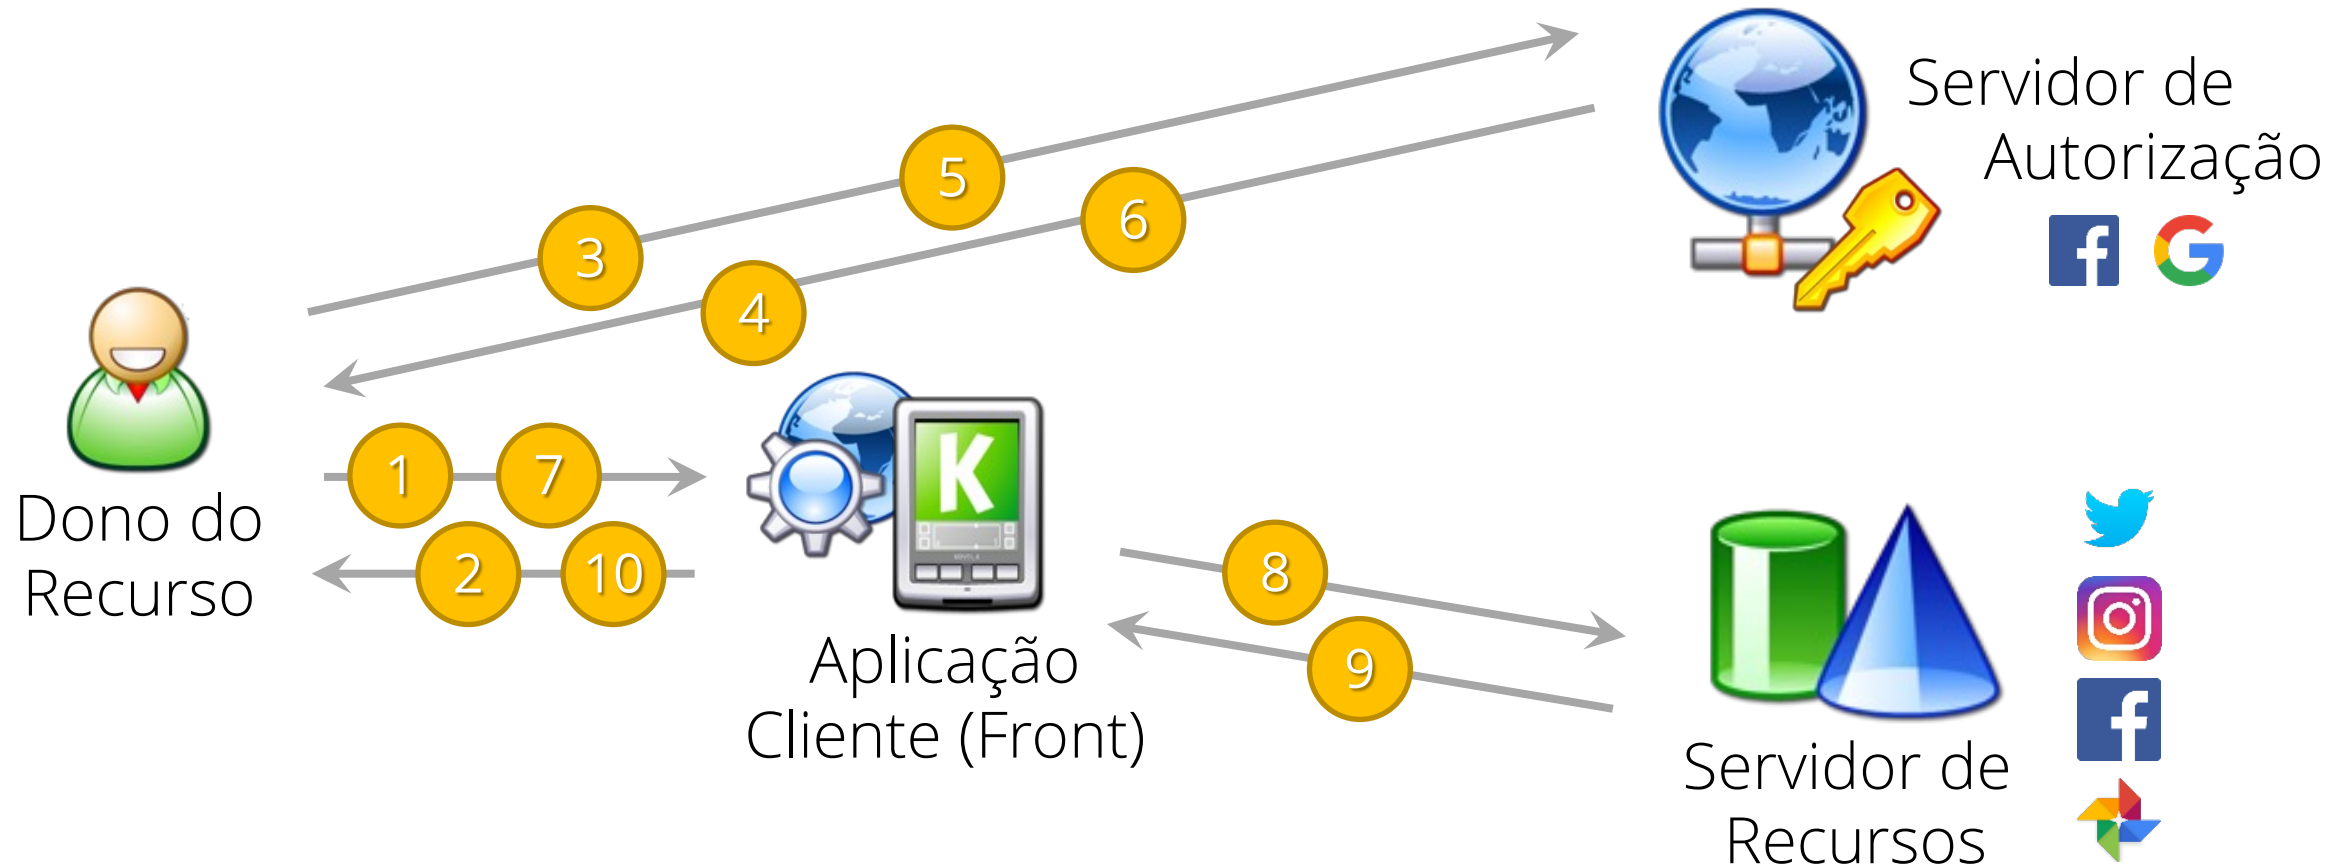 Servidor de
Autorização
5
6
3
4
Dono do
Recurso
1
7
2
10
K
Aplicação
Cliente (Front)
8
9
Servidor de
Recursos